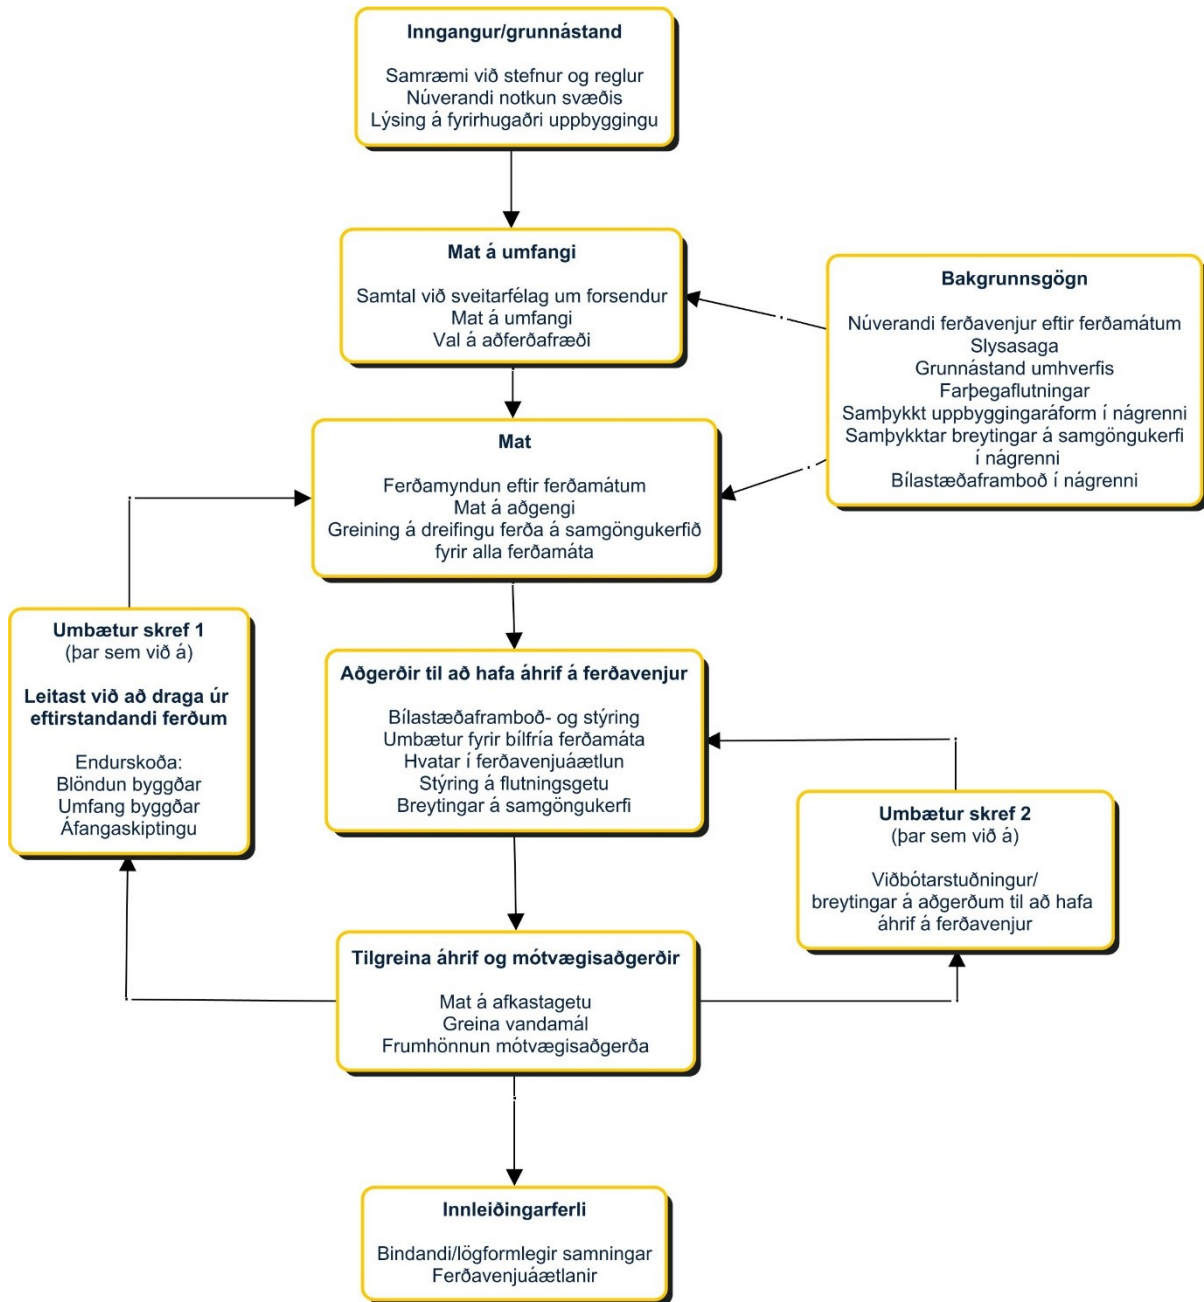 Inngangur/grunnástand
Samræmi við stefnur og reglur
Núverandi notkun svæðis
Lýsing á fyrirhugaðri uppbyggingu
Mat á umfangi
Samtal við sveitarfélag um forsendur
Mat á umfangi
Val á aðferðafræði
Bakgrunnsgögn
Núverandi ferðavenjur eftir ferðamátum
Slysasaga
Grunnástand umhverfis
Farþegaflutningar
Samþykkt uppbyggingaráform í nágrenni
Samþykktar breytingar á samgöngukerfi
í nágrenni
Bílastæðaframboð í nágrenni
Mat
Ferðamyndun eftir ferðamátum
Mat á aðgengi
Greining á dreifingu ferða á samgöngukerfið
fyrir alla ferðamáta
Umbætur skref 1
(þar sem við á)
Leitast við að draga úr
eftirstandandi ferðum
Endurskoða:
Blöndun byggðar
Umfang byggðar
Áfangaskiptingu
Aðgerðir til að hafa áhrif á ferðavenjur
Bílastæðaframboð- og stýring
Umbætur fyrir bílfría ferðamáta
Hvatar í ferðavenjuáætlun
Stýring á flutningsgetu
Breytingar á samgöngukerfi
Umbætur skref 2
(þar sem við á)
Viðbótarstuðningur/
breytingar á aðgerðum til að hafa
áhrif á ferðavenjur
Tilgreina áhrif og mótvægisaðgerðir
Mat á afkastagetu
Greina vandamál
Frumhönnun mótvægisaðgerða
Innleiðingarferli
Bindandi/lögformlegir samningar
Ferðavenjuáætlanir